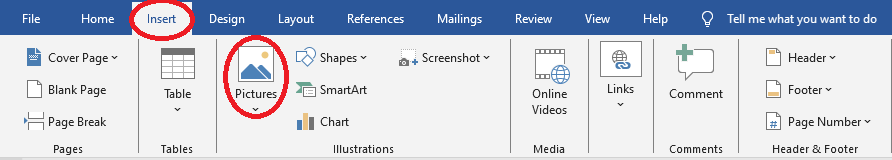 File Home Insert Design Layout References Mailings Review View Help Tell me what you want to do
Cover Page
Blank Page
Page Break
Pages
Table
Tables
Pictures
Shapes
SmartArt
Chart
Screenshot
Illustrations
Online
Videos
Media
Links
Comment
Comments
Header
Footer
Page Number
Header & Footer